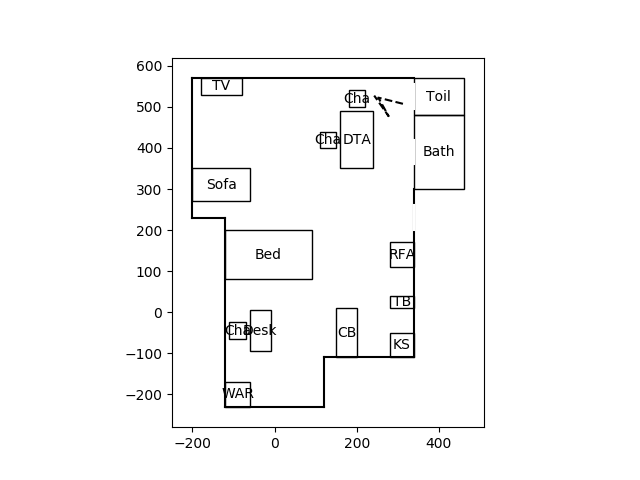 600
500
400
300
200
100
0
−100
−200
−200
0
200
400
TV
Cha
Toil
Cha
DTA
Bath
Sofa
Bed
RFA
TB
Cha
Desk
CB
KS
WAR